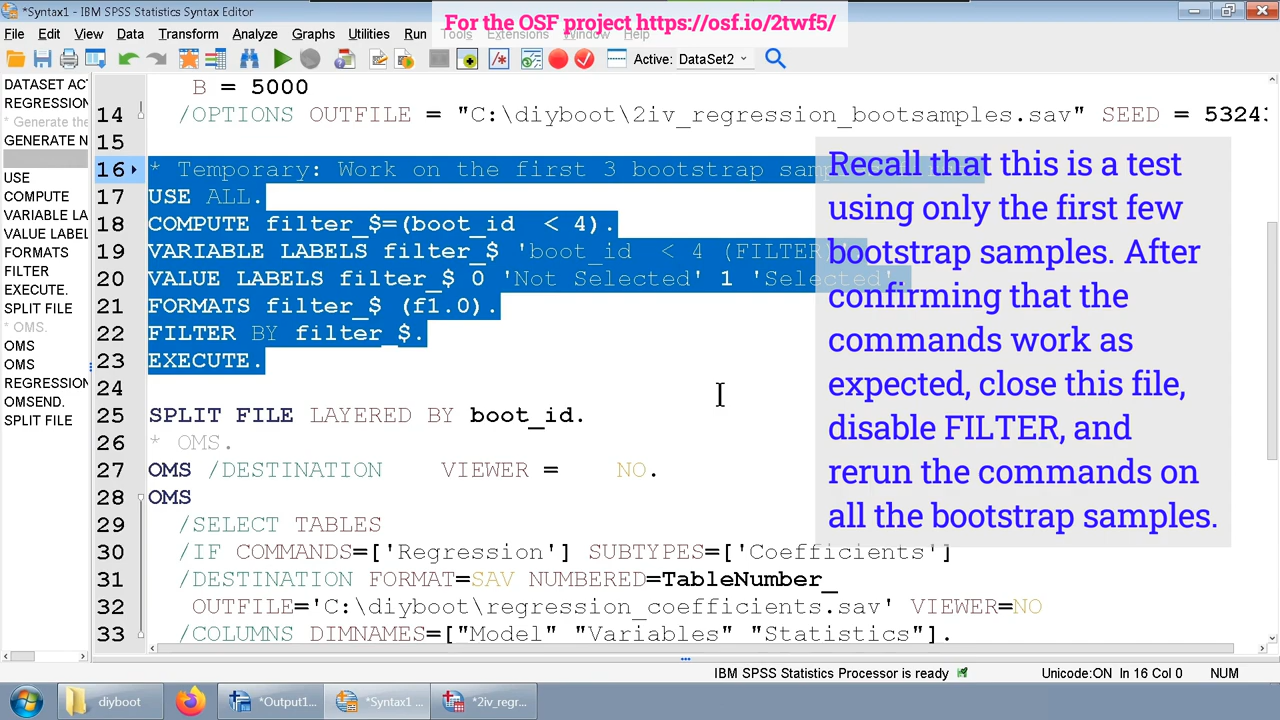 *Syntax1 - IBM SPSS Statistics Syntax Editor
For the OSF project https://osf.io/2twf5/
File Edit View Data Transform Analyze Graphs Utilities Run Tools Extensions Window Help
Active: DataSet2
DATASET AC
REGRESSION
* Generate the
GENERATE N
USE
COMPUTE
VARIABLE LA
VALUE LABEL
FORMATS
FILTER
EXECUTE.
SPLIT FILE
* OMS.
OMS
OMS
REGRESSION
OMSEND.
SPLIT FILE
B = 5000
14 /OPTIONS OUTFILE = "C:\diyboot\2iv_regression_bootsamples.sav" SEED = 53243
15
16 * Temporary: Work on the first 3 bootstrap samp
17 USE ALL.
18 COMPUTE filter_$=(boot_id < 4).
19 VARIABLE LABELS filter_$ 'boot_id < 4 (FILTER)'.
20 VALUE LABELS filter_$ 0 'Not Selected' 1 'Selected'.
21 FORMATS filter_$ (f1.0).
22 FILTER BY filter_$.
23 EXECUTE.
24
25 SPLIT FILE LAYERED BY boot_id.
26 * OMS.
27 OMS /DESTINATION VIEWER = NO.
28 OMS
29 /SELECT TABLES
30 /IF COMMANDS=['Regression'] SUBTYPES=['Coefficients']
31 /DESTINATION FORMAT=SAV NUMBERED=TableNumber_
32 OUTFILE='C:\diyboot\regression_coefficients.sav' VIEWER=NO
33 /COLUMNS DIMNAMES=["Model" "Variables" "Statistics"].
Recall that this is a test
using only the first few
bootstrap samples. After
confirming that the
commands work as
expected, close this file,
disable FILTER, and
rerun the commands on
all the bootstrap samples.
IBM SPSS Statistics Processor is ready
Unicode:ON In 16 Col 0 NUM
diyboot
*Output1...
*Syntax1 ...
*2iv_regr...